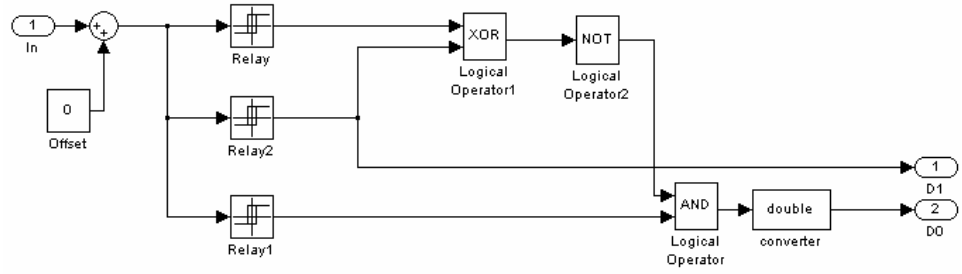 1
In
+
+
0
Offset
Relay
Relay2
Relay1
XOR
Logical
Operator1
NOT
Logical
Operator2
AND
Logical
Operator
double
converter
1
D1
2
D0